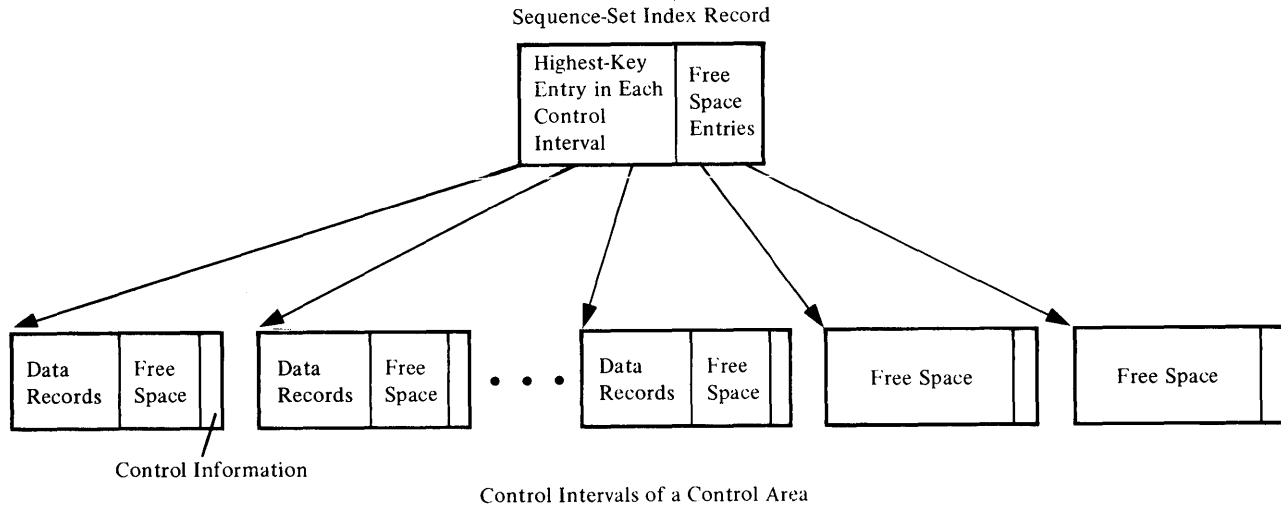 Sequence-Set Index Record
Highest-Key
Entry in Each
Control
Interval
Free
Space
Entries
Data
Records
Free
Space
Data
Records
Free
Space
• • •
Data
Records
Free
Space
Free Space
Free Space
Control Information
Control Intervals of a Control Area